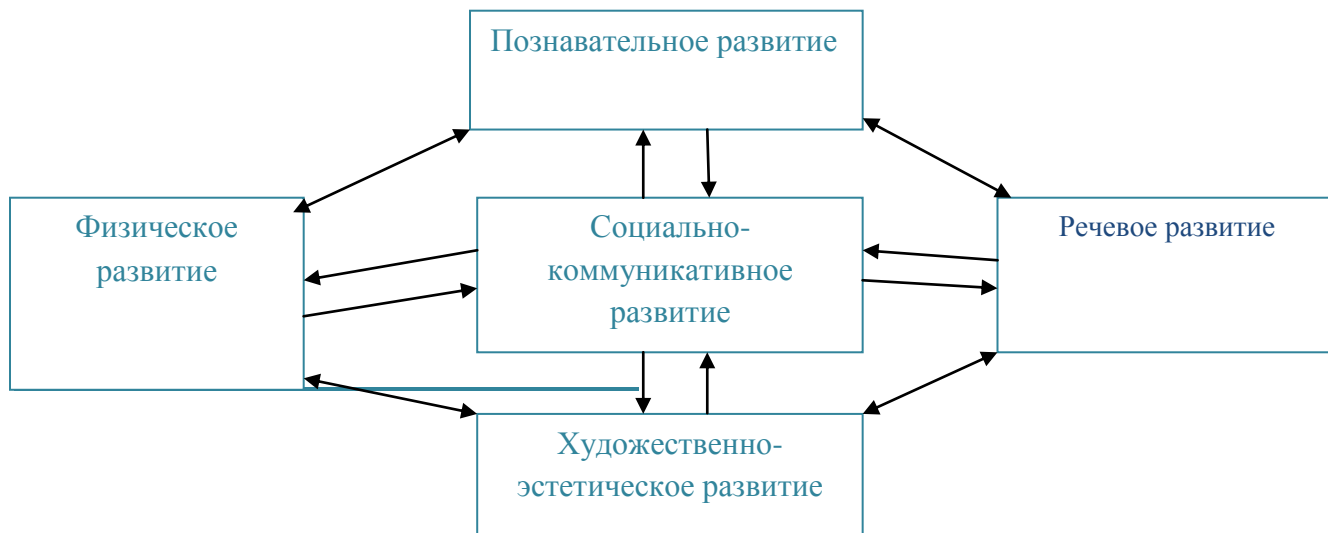 Познавательное развитие
Физическое
развитие
Социально-
коммуникативное
развитие
Речевое развитие
Художественно-
эстетическое развитие